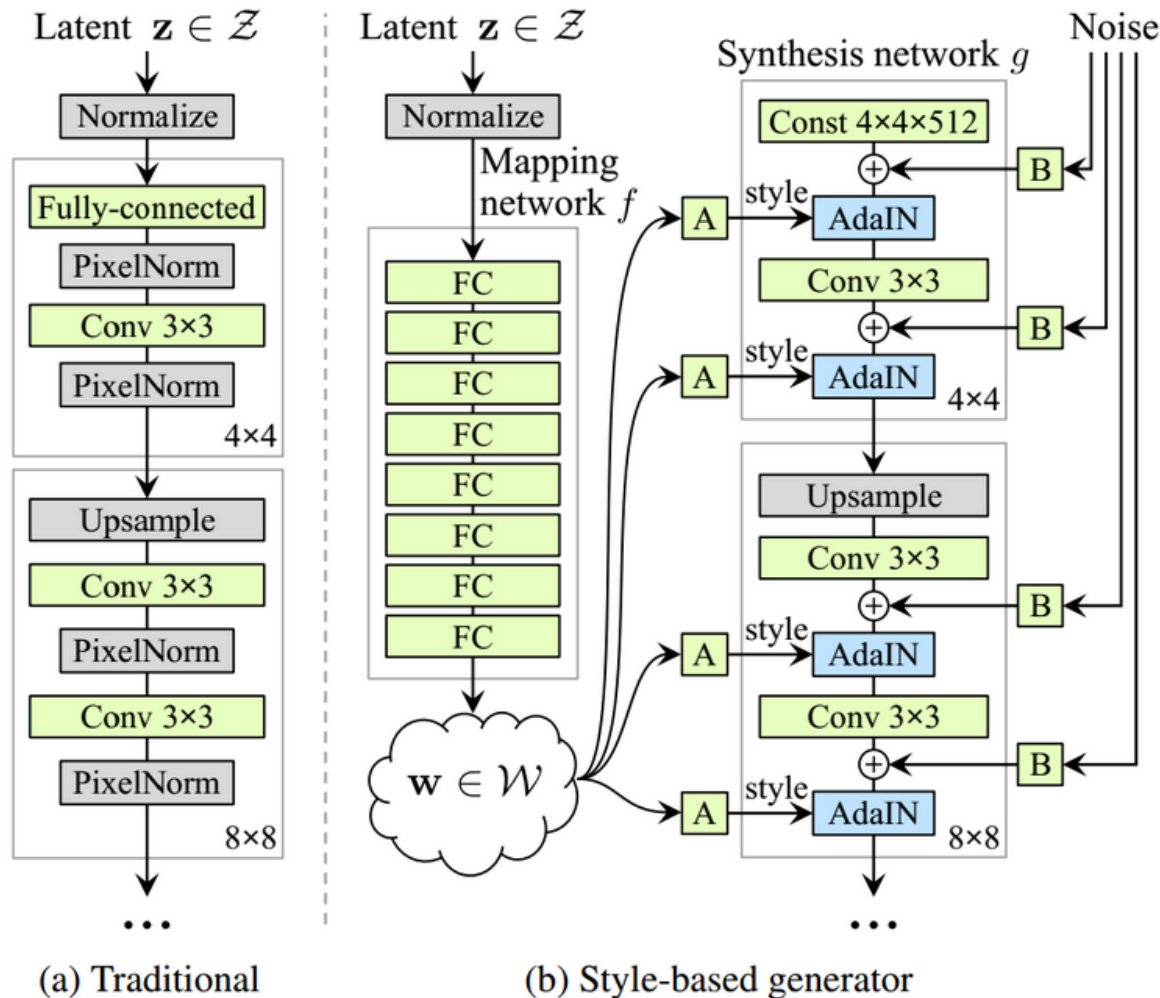 Latent z ∈ Z
Normalize
Fully-connected
PixelNorm
Conv 3×3
PixelNorm
4×4
Upsample
Conv 3×3
PixelNorm
Conv 3×3
PixelNorm
8×8
...
(a) Traditional
Latent z ∈ Z
Normalize
Mapping
network f
FC
FC
FC
FC
FC
FC
FC
FC
w ∈ W
A
style
A
style
A
style
A
style
Synthesis network g
Const 4×4×512
+
AdaIN
Conv 3×3
+
AdaIN
4×4
Upsample
Conv 3×3
+
AdaIN
Conv 3×3
+
AdaIN
8×8
...
Noise
B
B
B
B
(b) Style-based generator